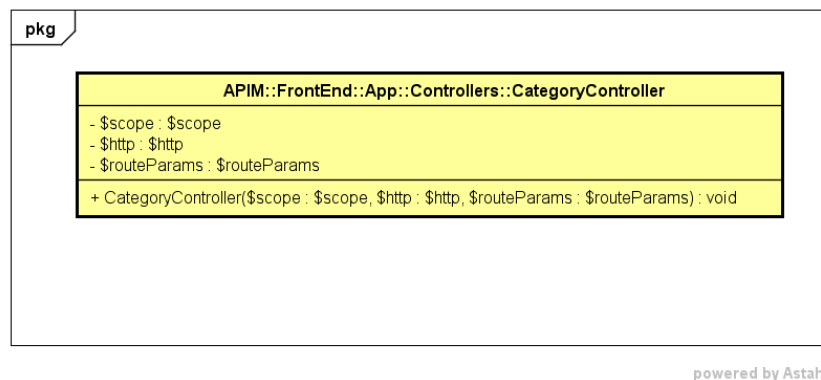 pkg
APIM::FrontEnd::App::Controllers::CategoryController
- $scope : $scope
- $http : $http
- $routeParams : $routeParams
+ CategoryController($scope : $scope, $http : $http, $routeParams : $routeParams) : void
powered by Astah